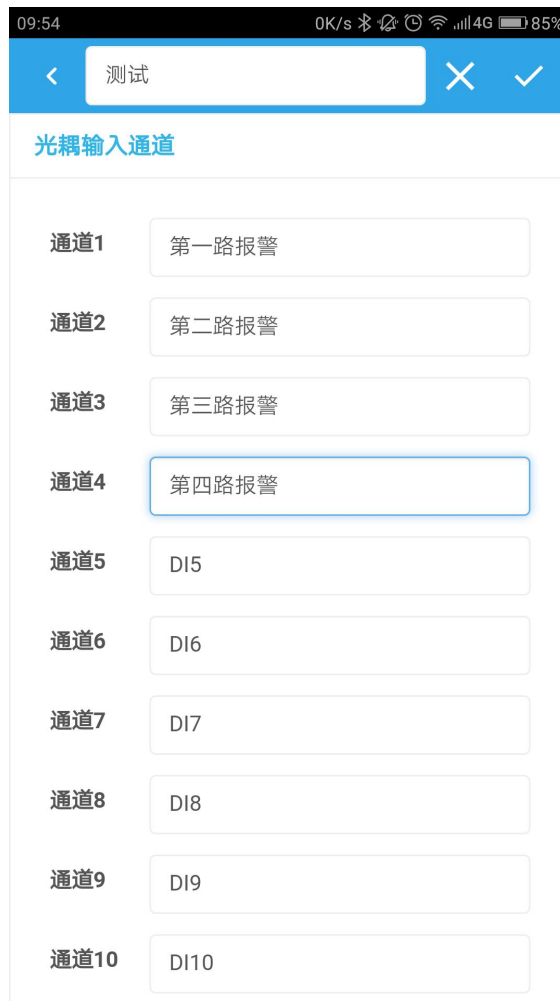 09:54 0K/s 4G 85%
测试
光耦输入通道
通道1 第一路报警
通道2 第二路报警
通道3 第三路报警
通道4 第四路报警
通道5 DI5
通道6 DI6
通道7 DI7
通道8 DI8
通道9 DI9
通道10 DI10